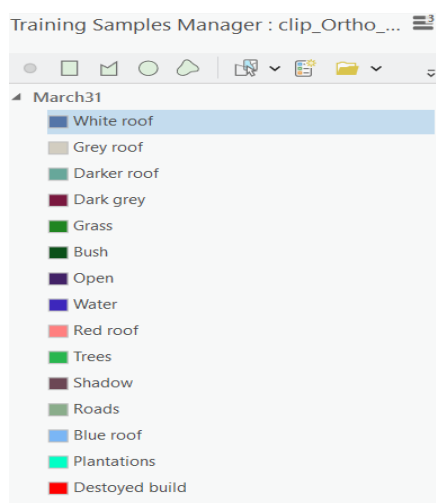 Training Samples Manager : clip_Ortho_...
3
March31
White roof
Grey roof
Darker roof
Dark grey
Grass
Bush
Open
Water
Red roof
Trees
Shadow
Roads
Blue roof
Plantations
Destoyed build